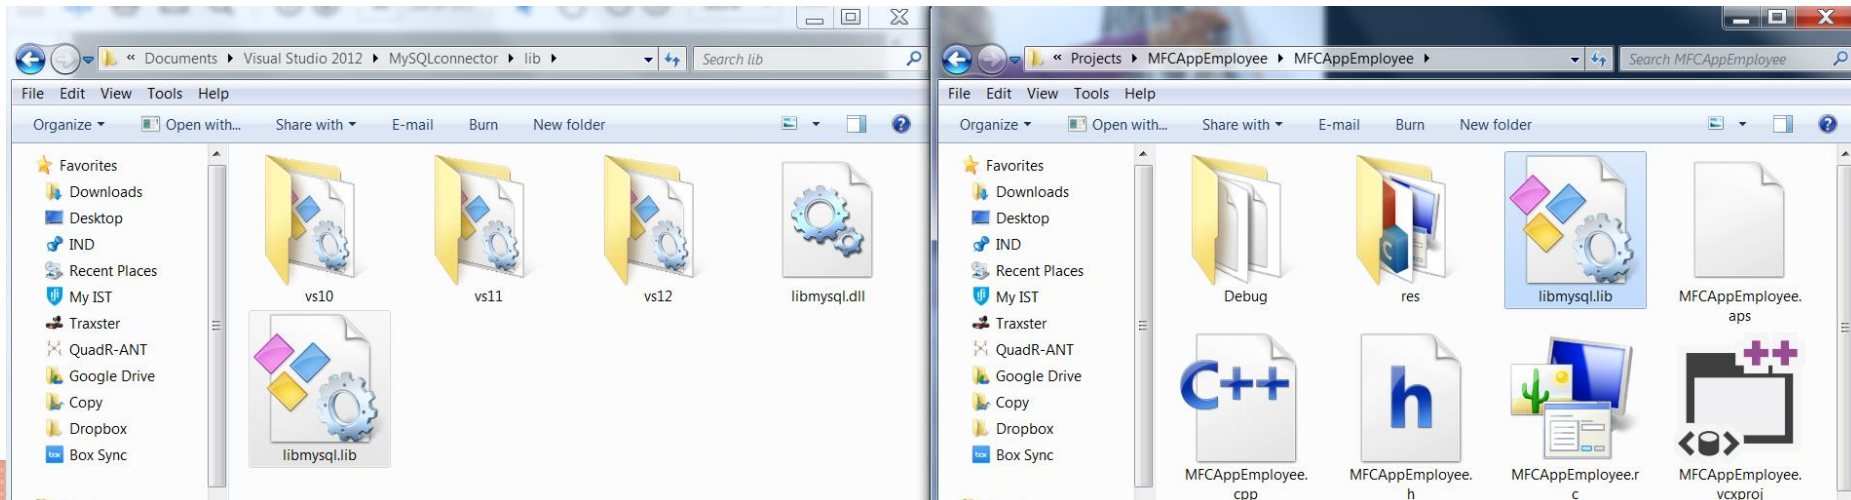 « Documents ▸ Visual Studio 2012 ▸ MySQLconnector ▸ lib ▸
Search lib
File Edit View Tools Help
Organize Open with... Share with E-mail Burn New folder
Favorites
Downloads
Desktop
IND
Recent Places
My IST
Traxster
QuadR-ANT
Google Drive
Copy
Dropbox
Box Sync
vs10
vs11
vs12
libmysql.dll
libmysql.lib
« Projects ▸ MFCAppEmployee ▸ MFCAppEmployee ▸
Search MFCAppEmployee
File Edit View Tools Help
Organize Open with... Share with E-mail Burn New folder
Favorites
Downloads
Desktop
IND
Recent Places
My IST
Traxster
QuadR-ANT
Google Drive
Copy
Dropbox
Box Sync
Debug
res
libmysql.lib
MFCAppEmployee.
aps
C++
MFCAppEmployee.
cpp
h
MFCAppEmployee.
h
MFCAppEmployee.r
c
++
MFCAppEmployee.
vcxproj